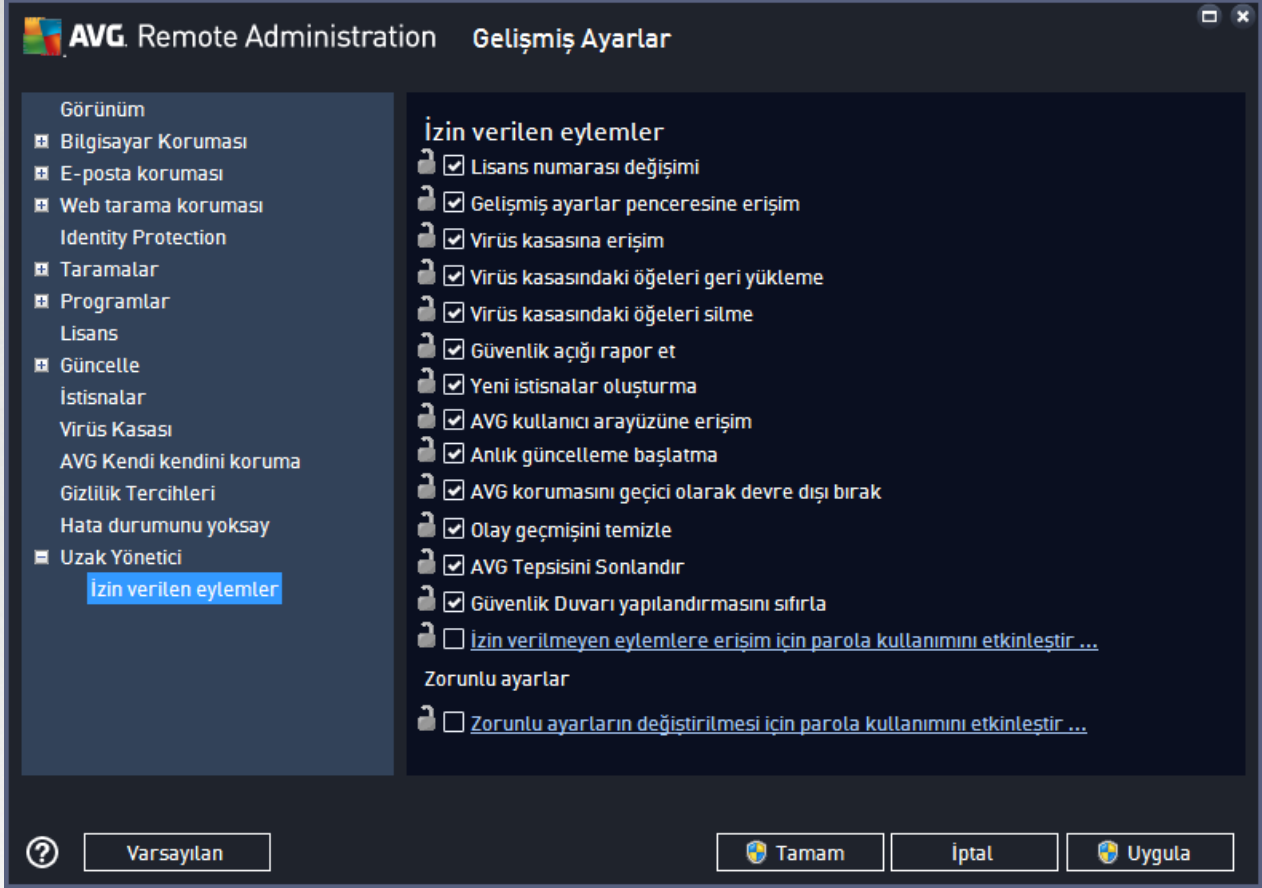 AVG. Remote Administration Gelişmiş Ayarlar
Görünüm
Bilgisayar Koruması
E-posta koruması
Web tarama koruması
Identity Protection
Taramalar
Programlar
Lisans
Güncelle
İstisnalar
Virüs Kasası
AVG Kendi kendini koruma
Gizlilik Tercihleri
Hata durumunu yoksay
Uzak Yönetici
İzin verilen eylemler
İzin verilen eylemler
Lisans numarası değişimi
Gelişmiş ayarlar penceresine erişim
Virüs kasasına erişim
Virüs kasasındaki öğeleri geri yükleme
Virüs kasasındaki öğeleri silme
Güvenlik açığı rapor et
Yeni istisnalar oluşturma
AVG kullanıcı arayüzüne erişim
Anlık güncelleme başlatma
AVG korumasını geçici olarak devre dışı bırak
Olay geçmişini temizle
AVG Tepsisini Sonlandır
Güvenlik Duvarı yapılandırmasını sıfırla
İzin verilmeyen eylemlere erişim için parola kullanımını etkinleştir ...
Zorunlu ayarlar
Zorunlu ayarların değiştirilmesi için parola kullanımını etkinleştir ...
Varsayılan
Tamam
İptal
Uygula